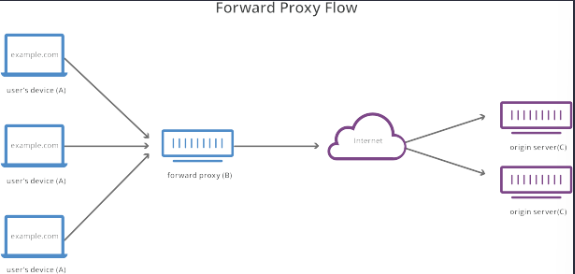 Forward Proxy Flow
example.com
user's device (A)
example.com
user's device (A)
example.com
user's device (A)
forward proxy (B)
Internet
origin server(C)
origin server(C)